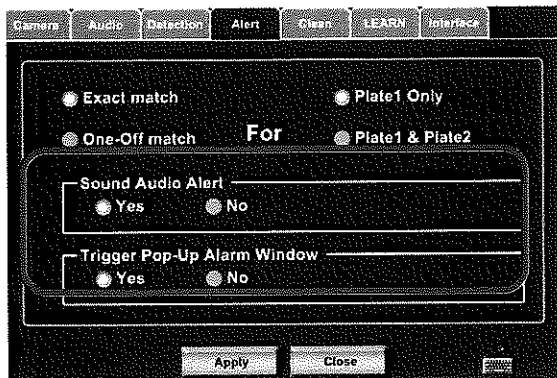 Camera Audio Detection Alert Clean LEARN Interface
Exact match Plate1 Only
One-Off match For Plate1 & Plate2
Sound Audio Alert
Yes No
Trigger Pop-Up Alarm Window
Yes No
Apply Close